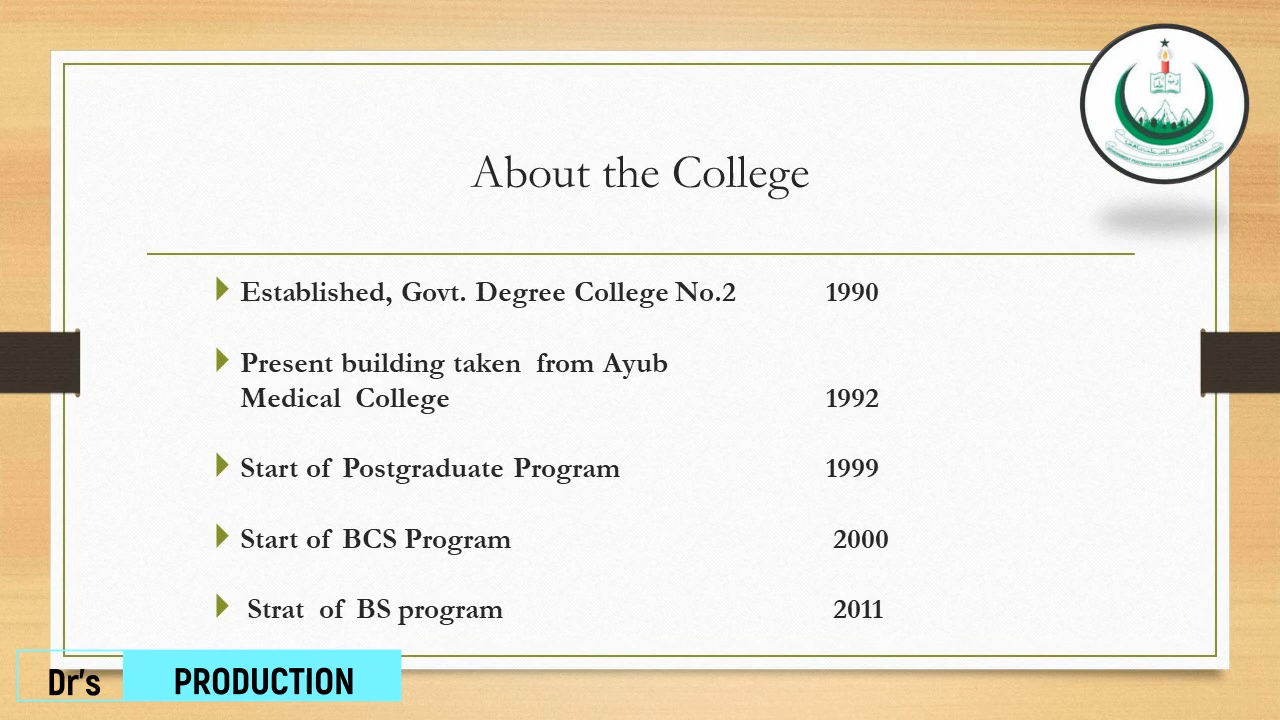 About the College
Established, Govt. Degree College No.2 1990
Present building taken from Ayub
Medical College 1992
Start of Postgraduate Program 1999
Start of BCS Program 2000
Strat of BS program 2011
Dr's PRODUCTION